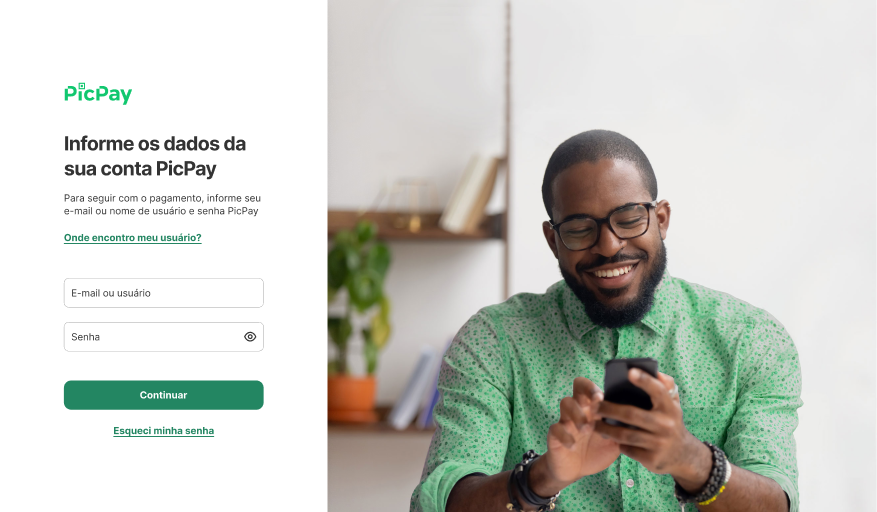 PicPay
Informe os dados da
sua conta PicPay
Para seguir com o pagamento, informe seu
e-mail ou nome de usuário e senha PicPay
Onde encontro meu usuário?
E-mail ou usuário
Senha
Continuar
Esqueci minha senha